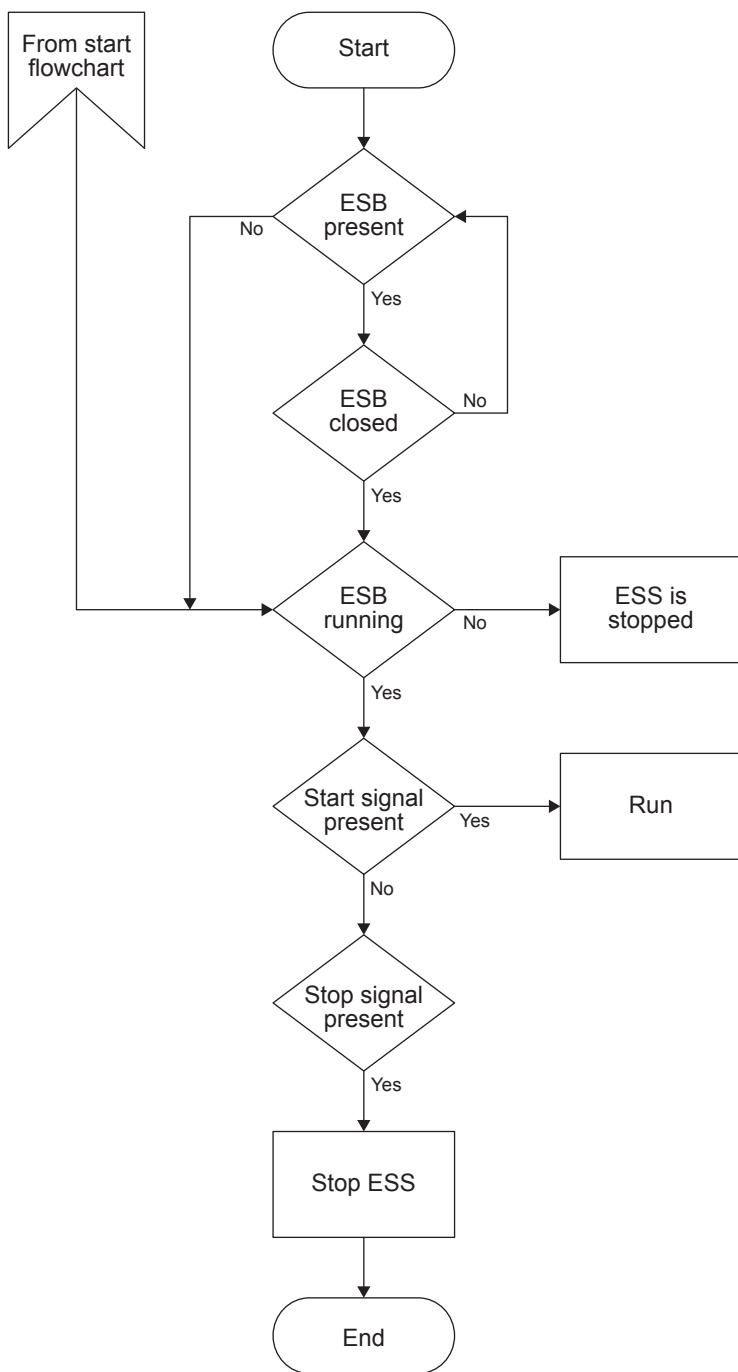 From start
flowchart
Start
ESB
present
No
Yes
ESB
closed
No
Yes
ESB
running
No
ESS is
stopped
Yes
Start signal
present
Yes
Run
No
Stop signal
present
Yes
Stop ESS
End